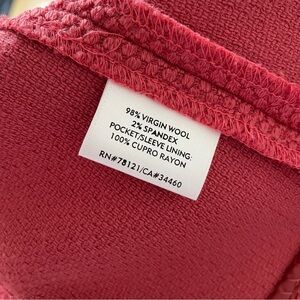 98% VIRGIN WOOL
2% SPANDEX
POCKET/SLEEVE LINING:
100% CUPRO RAYON
RN#78121/CA#34460